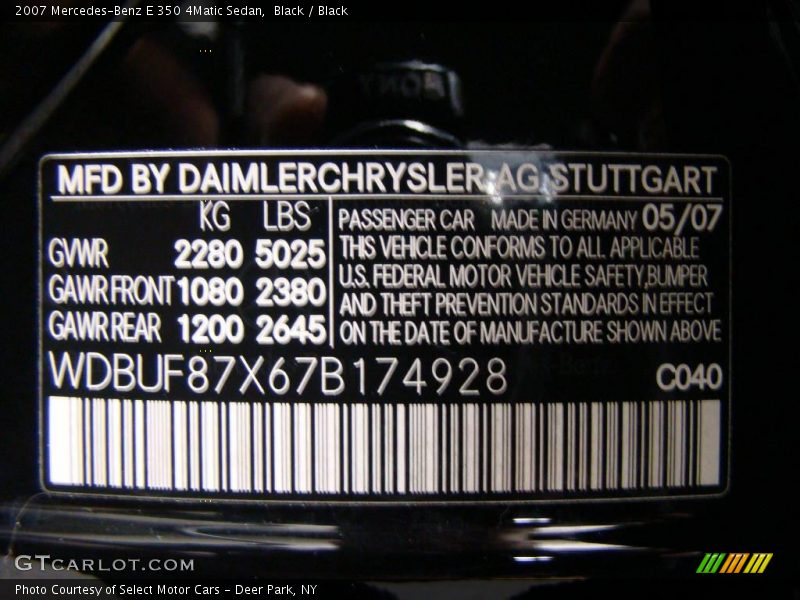 2007 Mercedes-Benz E 350 4Matic Sedan, Black / Black
MFD BY DAIMLERCHRYSLER AG STUTTGART
KG LBS
GVWR 2280 5025
GAWR FRONT 1080 2380
GAWR REAR 1200 2645
PASSENGER CAR MADE IN GERMANY 05/07
THIS VEHICLE CONFORMS TO ALL APPLICABLE
U.S. FEDERAL MOTOR VEHICLE SAFETY, BUMPER
AND THEFT PREVENTION STANDARDS IN EFFECT
ON THE DATE OF MANUFACTURE SHOWN ABOVE
WDBUF87X67B174928 C040
GTCARLOT.COM
Photo Courtesy of Select Motor Cars - Deer Park, NY